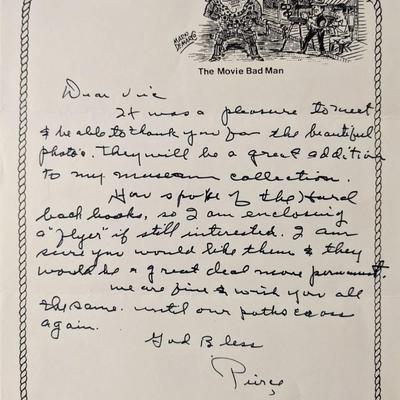 The Movie Bad Man
Dear Vic
It was a pleasure to meet
& be able to thank you for the beautiful
photo's. They will be a great addition
to my museum collection.
You spoke of the Hard
back books, so I am enclosing
a "flyer" if still interested. I am
sure you would like them & they
would be a great deal more permanent.
We are fine & wish you all
the same. until our paths cross
again.
God Bless
Pierce